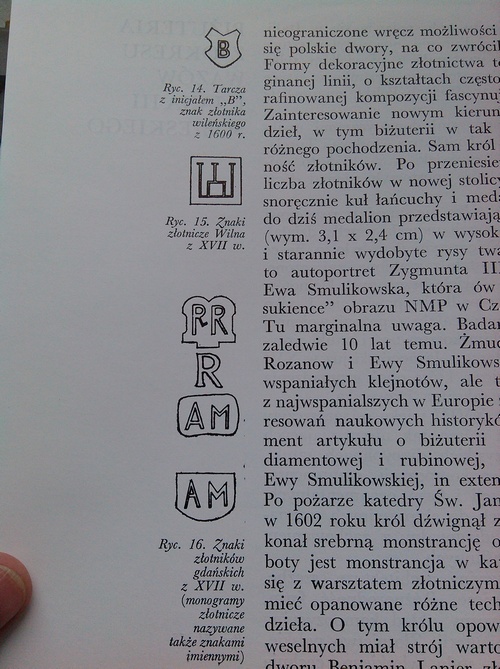 B
Ryc. 14. Tarcza
z inicjałem „B”,
znak złotnika
wileńskiego
z 1600 r.
Ryc. 15. Znaki
złotnicze Wilna
z XVII w.
RR
R
AM
AM
Ryc. 16. Znaki
złotników
gdańskich
z XVII w.
(monogramy
złotnicze
nazywane
także znakami
imiennymi)
nieograniczone wręcz możliwości
się polskie dwory, na co zwrócił
Formy dekoracyjne złotnictwa t
ginanej linii, o kształtach często
rafinowanej kompozycji fascynu
Zainteresowanie nowym kierun
dzieł, w tym biżuterii w tak
różnego pochodzenia. Sam król
ność złotników. Po przeniesie
liczba złotników w nowej stolicy
snoręcznie kuł łańcuchy i meda
do dziś medalion przedstawiają
(wym. 3,1 x 2,4 cm) w wysok
i starannie wydobyte rysy twa
to autoportret Zygmunta III
Ewa Smulikowska, która ów
sukience” obrazu NMP w Cz
Tu marginalna uwaga. Badan
zaledwie 10 lat temu. Żmud
Rozanow i Ewy Smulikows
wspaniałych klejnotów, ale t
z najwspanialszych w Europie
resowań naukowych historykó
ment artykułu o biżuterii
diamentowej i rubinowej,
Ewy Smulikowskiej, in exten
Po pożarze katedry Św. Jan
w 1602 roku król dźwignął z
konał srebrną monstrancję o
boty jest monstrancja w ka
się z warsztatem złotniczym
mieć opanowane różne tech
dzieła. O tym królu opow
weselnych miał strój warto
dworu Benjamin Lanier